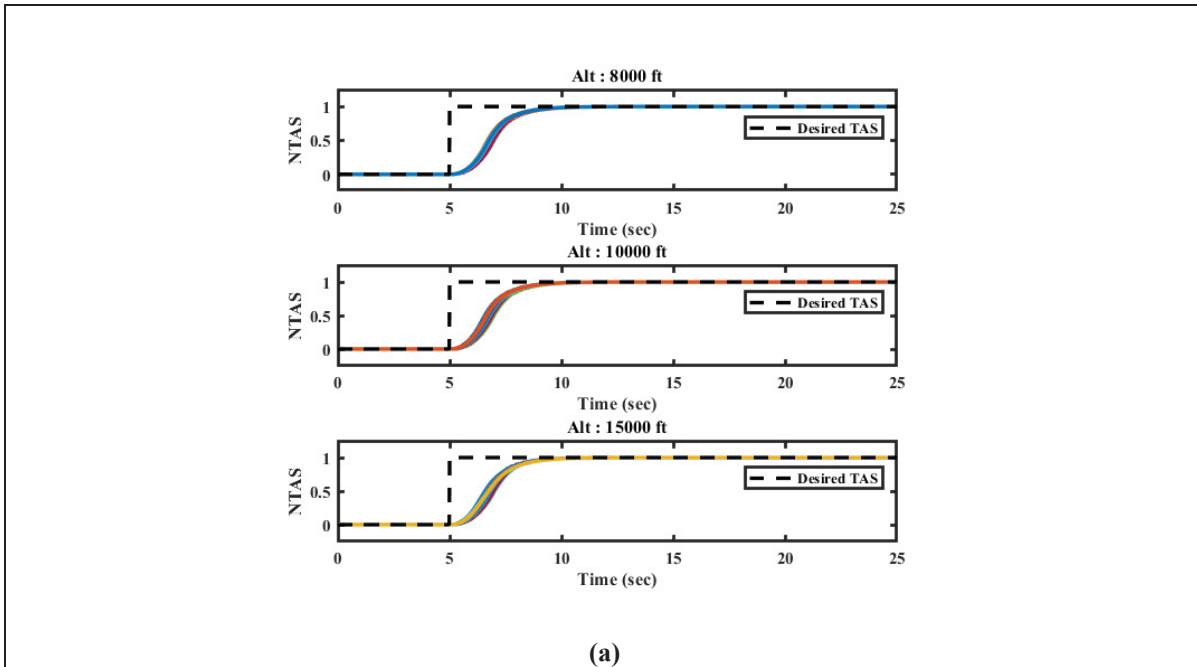 Alt : 8000 ft
1
0.5
0
NTAS
Desired TAS
0 5 10 15 20 25
Time (sec)
Alt : 10000 ft
1
0.5
0
NTAS
Desired TAS
0 5 10 15 20 25
Time (sec)
Alt : 15000 ft
1
0.5
0
NTAS
Desired TAS
0 5 10 15 20 25
Time (sec)
(a)